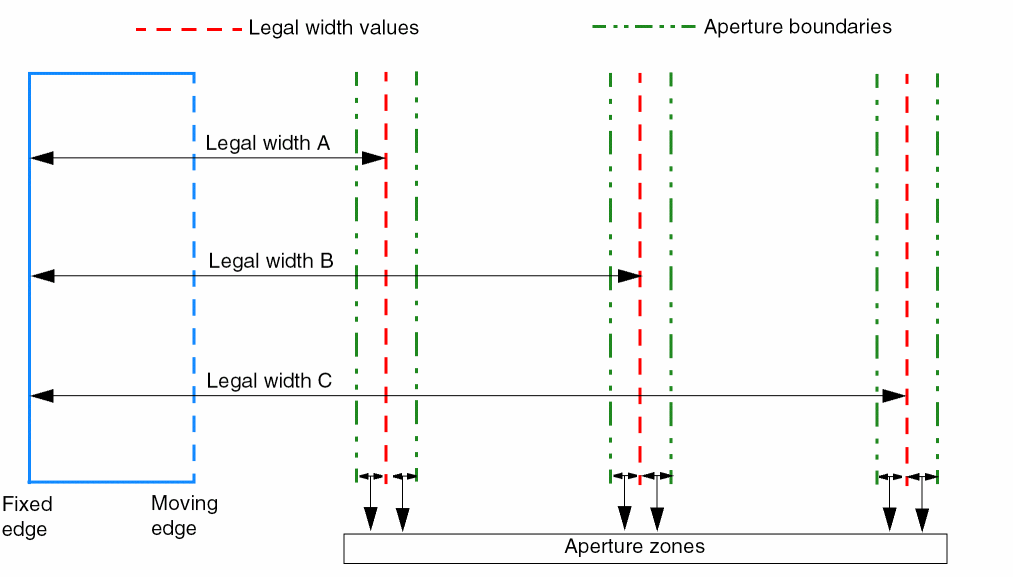 Legal width values
Aperture boundaries
Legal width A
Legal width B
Legal width C
Fixed
edge
Moving
edge
Aperture zones